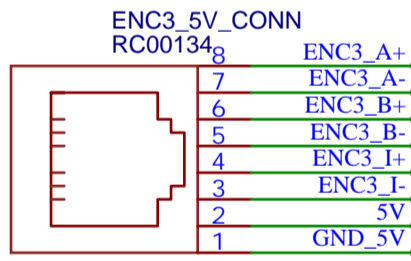 ENC3_5V_CONN
RC00134
8 ENC3_A+
7 ENC3_A-
6 ENC3_B+
5 ENC3_B-
4 ENC3_I+
3 ENC3_I-
2 5V
1 GND_5V